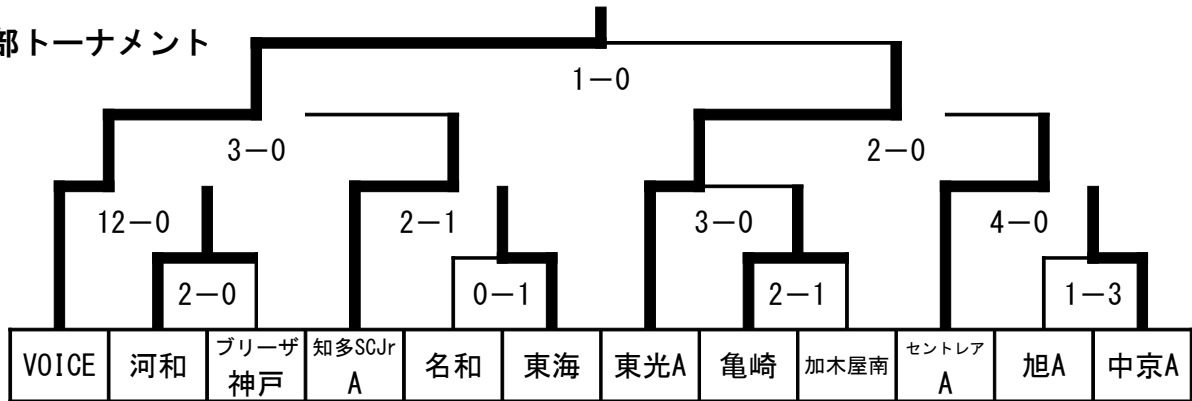 部トーナメント
1－0
3－0
2－0
12－0
2－1
3－0
4－0
2－0
0－1
2－1
1－3
VOICE
河和
ブリーザ
神戸
知多SCJr
A
名和
東海
東光A
亀崎
加木屋南
セントレア
A
旭A
中京A